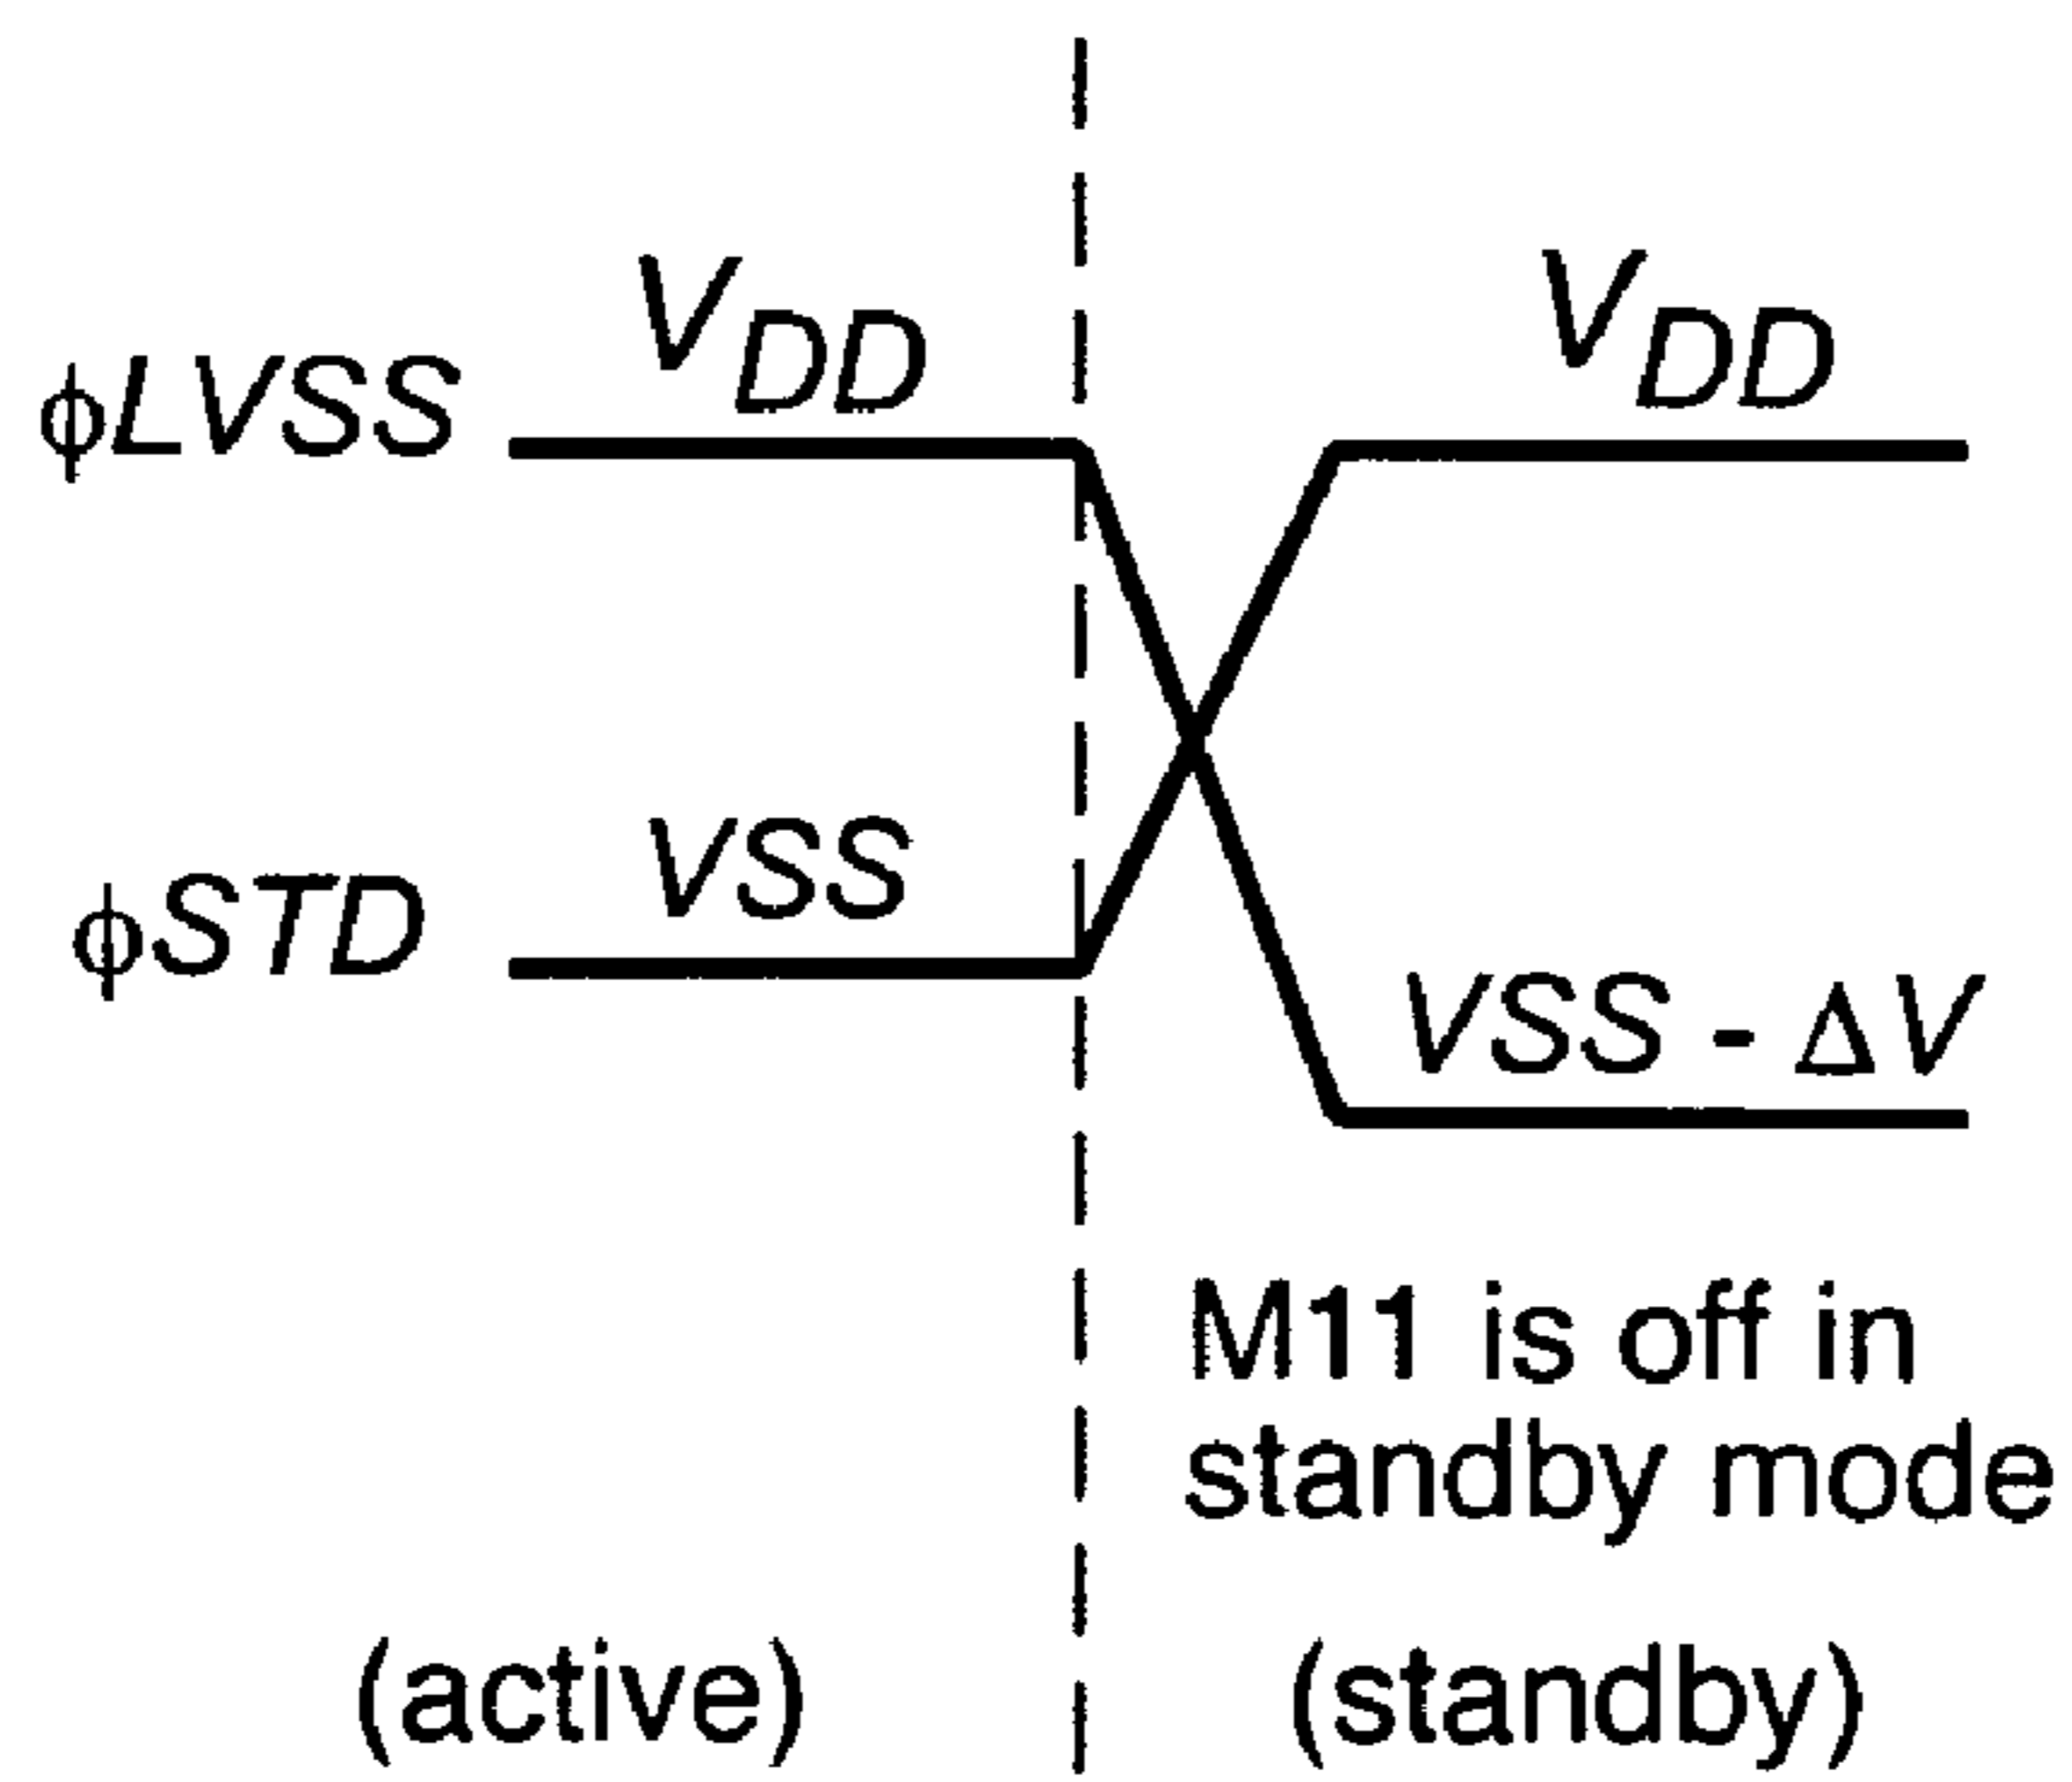 V_DD V_DD
ϕLVSS
VSS
ϕSTD
VSS - ΔV
M11 is off in
standby mode
(active) (standby)